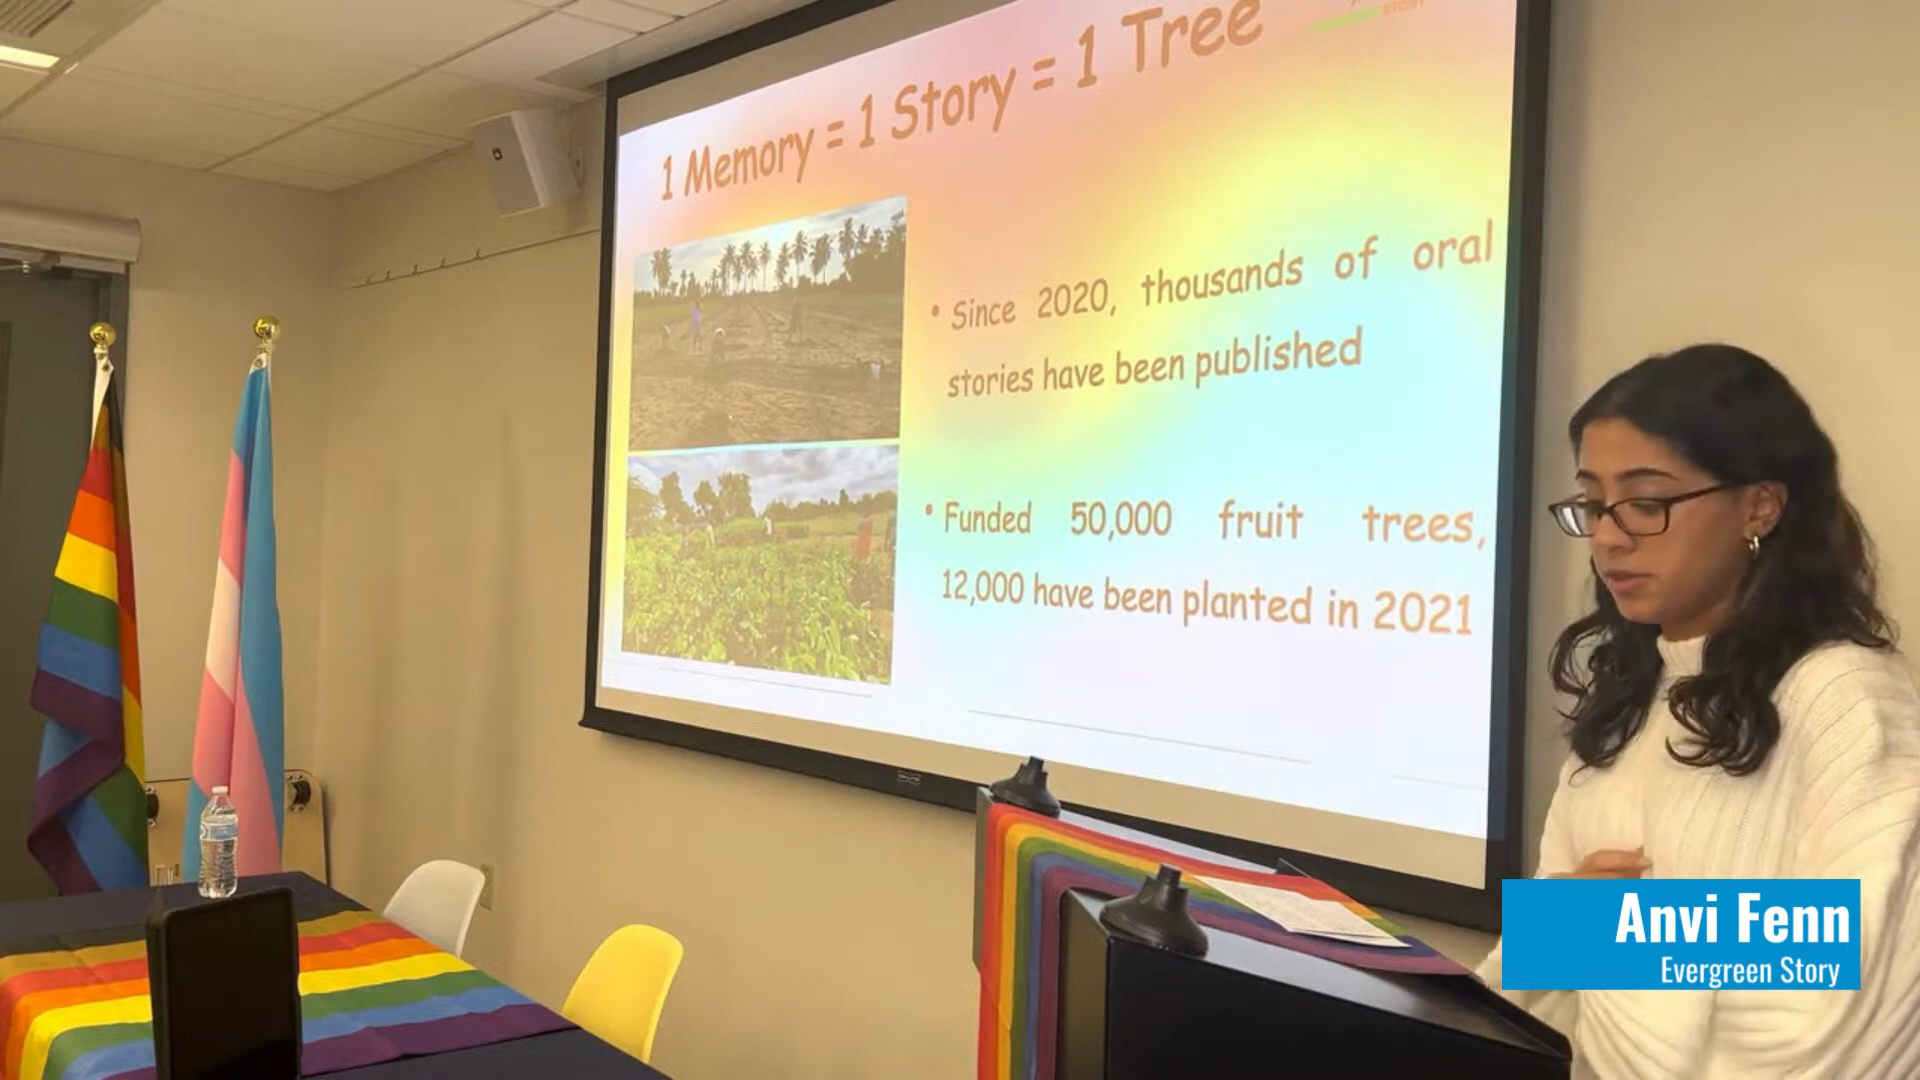 STORY
1 Memory = 1 Story = 1 Tree
• Since 2020, thousands of oral
stories have been published
• Funded 50,000 fruit trees,
12,000 have been planted in 2021
Anvi Fenn
Evergreen Story